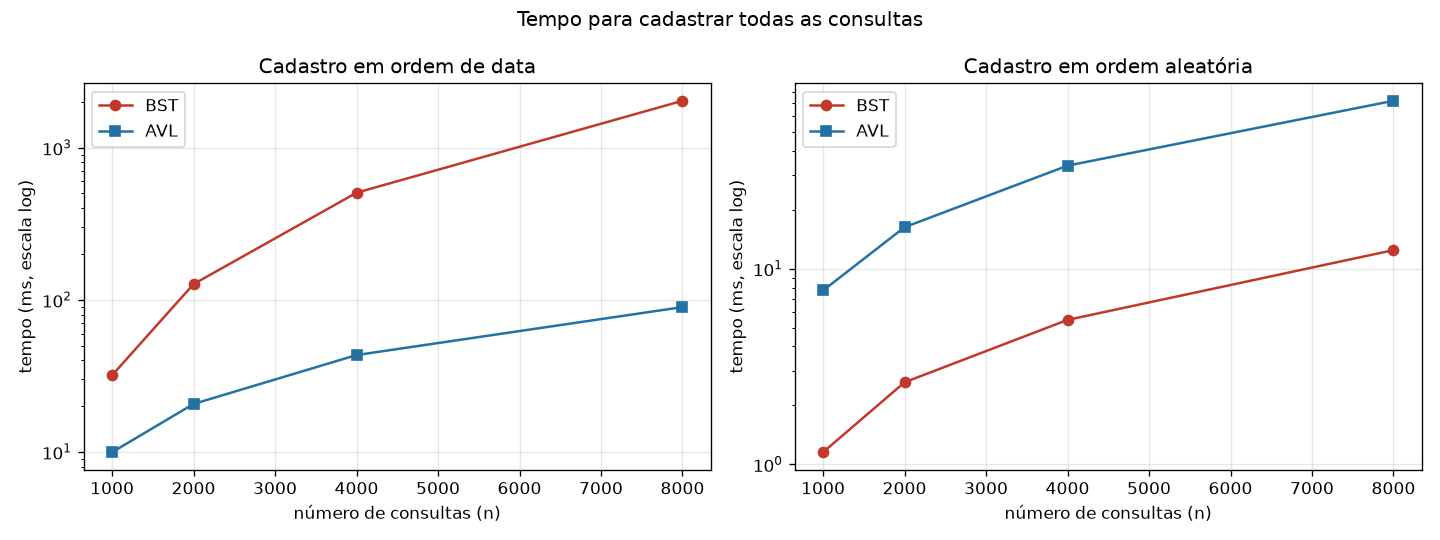 Tempo para cadastrar todas as consultas
Cadastro em ordem de data
BST
AVL
10³
10²
10¹
tempo (ms, escala log)
1000 2000 3000 4000 5000 6000 7000 8000
número de consultas (n)
Cadastro em ordem aleatória
BST
AVL
10¹
10⁰
tempo (ms, escala log)
1000 2000 3000 4000 5000 6000 7000 8000
número de consultas (n)